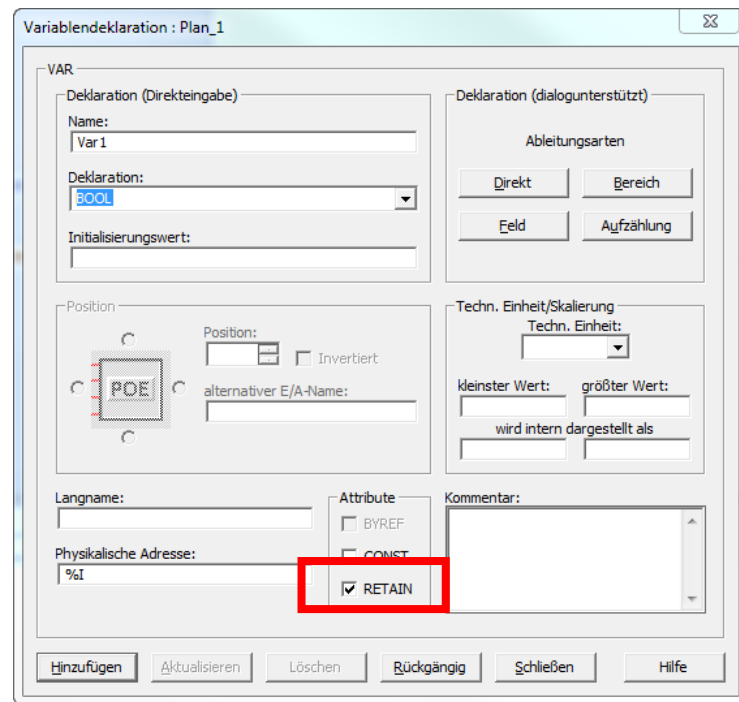 Variablendeklaration : Plan_1
VAR
Deklaration (Direkteingabe)
Name:
Var1
Deklaration:
BOOL
Initialisierungswert:
Deklaration (dialogunterstützt)
Ableitungsarten
Direkt Bereich
Feld Aufzählung
Position
Position:
Invertiert
POE
alternativer E/A-Name:
Techn. Einheit/Skalierung
Techn. Einheit:
kleinster Wert: größter Wert:
wird intern dargestellt als
Langname:
Physikalische Adresse:
%I
Attribute
BYREF
CONST
RETAIN
Kommentar:
Hinzufügen Aktualisieren Löschen Rückgängig Schließen Hilfe